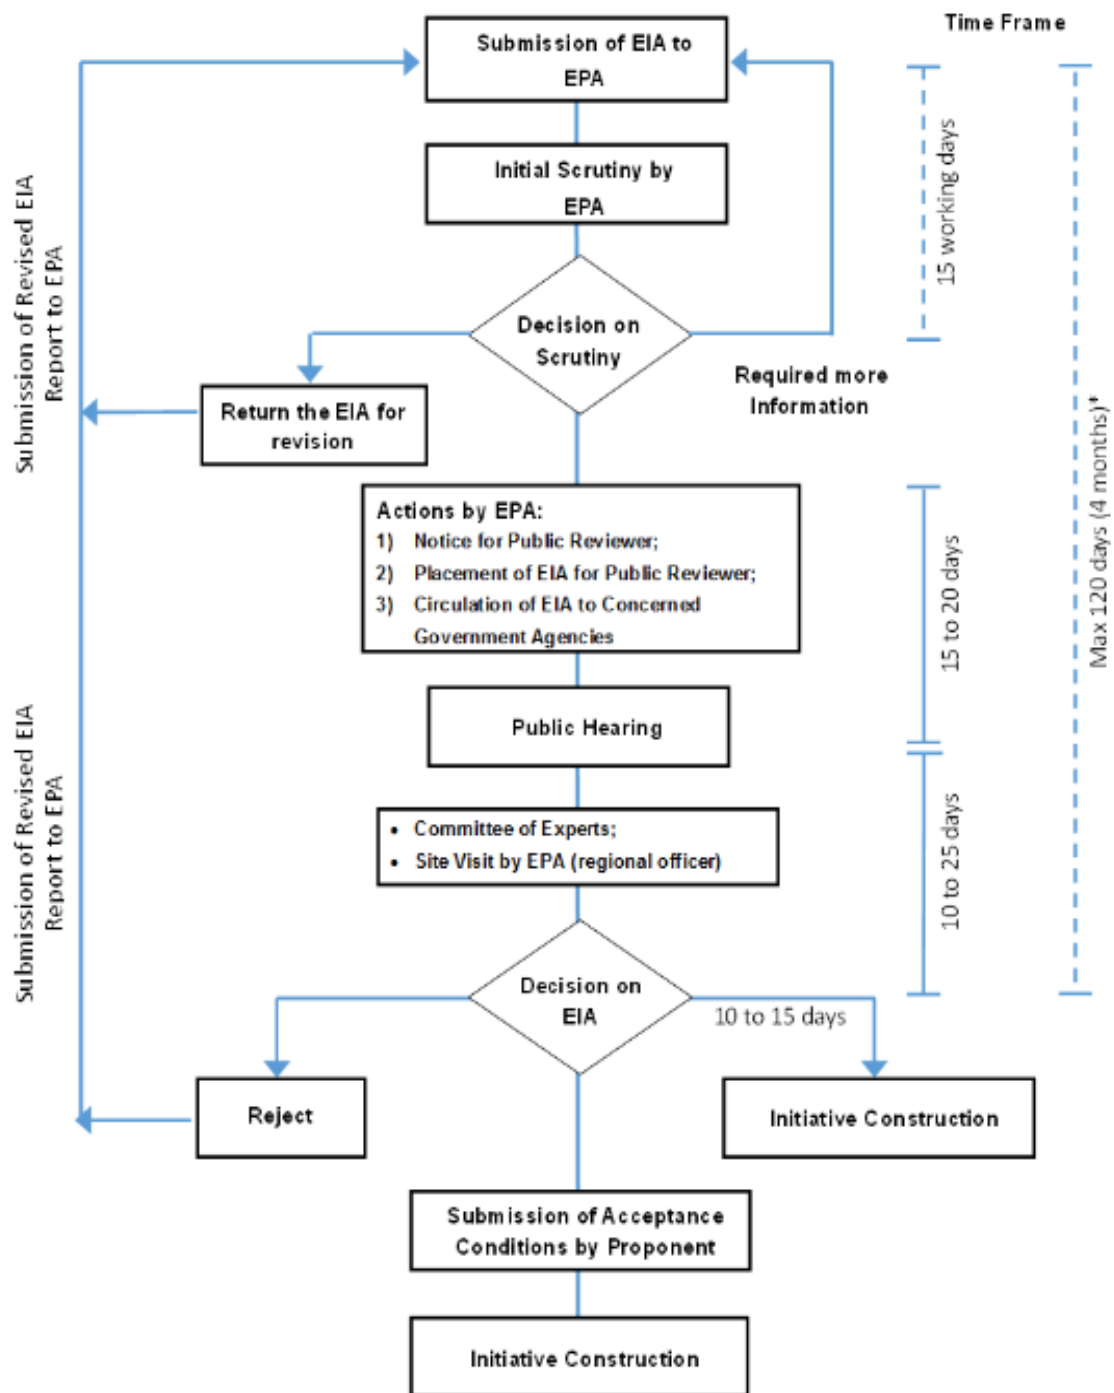 Time Frame
Submission of EIA to
EPA
Initial Scrutiny by
EPA
15 working days
Submission of Revised EIA
Report to EPA
Decision on
Scrutiny
Required more
Information
Return the EIA for
revision
Max 120 days (4 months)*
Actions by EPA:
1) Notice for Public Reviewer;
2) Placement of EIA for Public Reviewer;
3) Circulation of EIA to Concerned
Government Agencies
15 to 20 days
Public Hearing
Submission of Revised EIA
Report to EPA
• Committee of Experts;
• Site Visit by EPA (regional officer)
10 to 25 days
Decision on
EIA
10 to 15 days
Reject
Initiative Construction
Submission of Acceptance
Conditions by Proponent
Initiative Construction